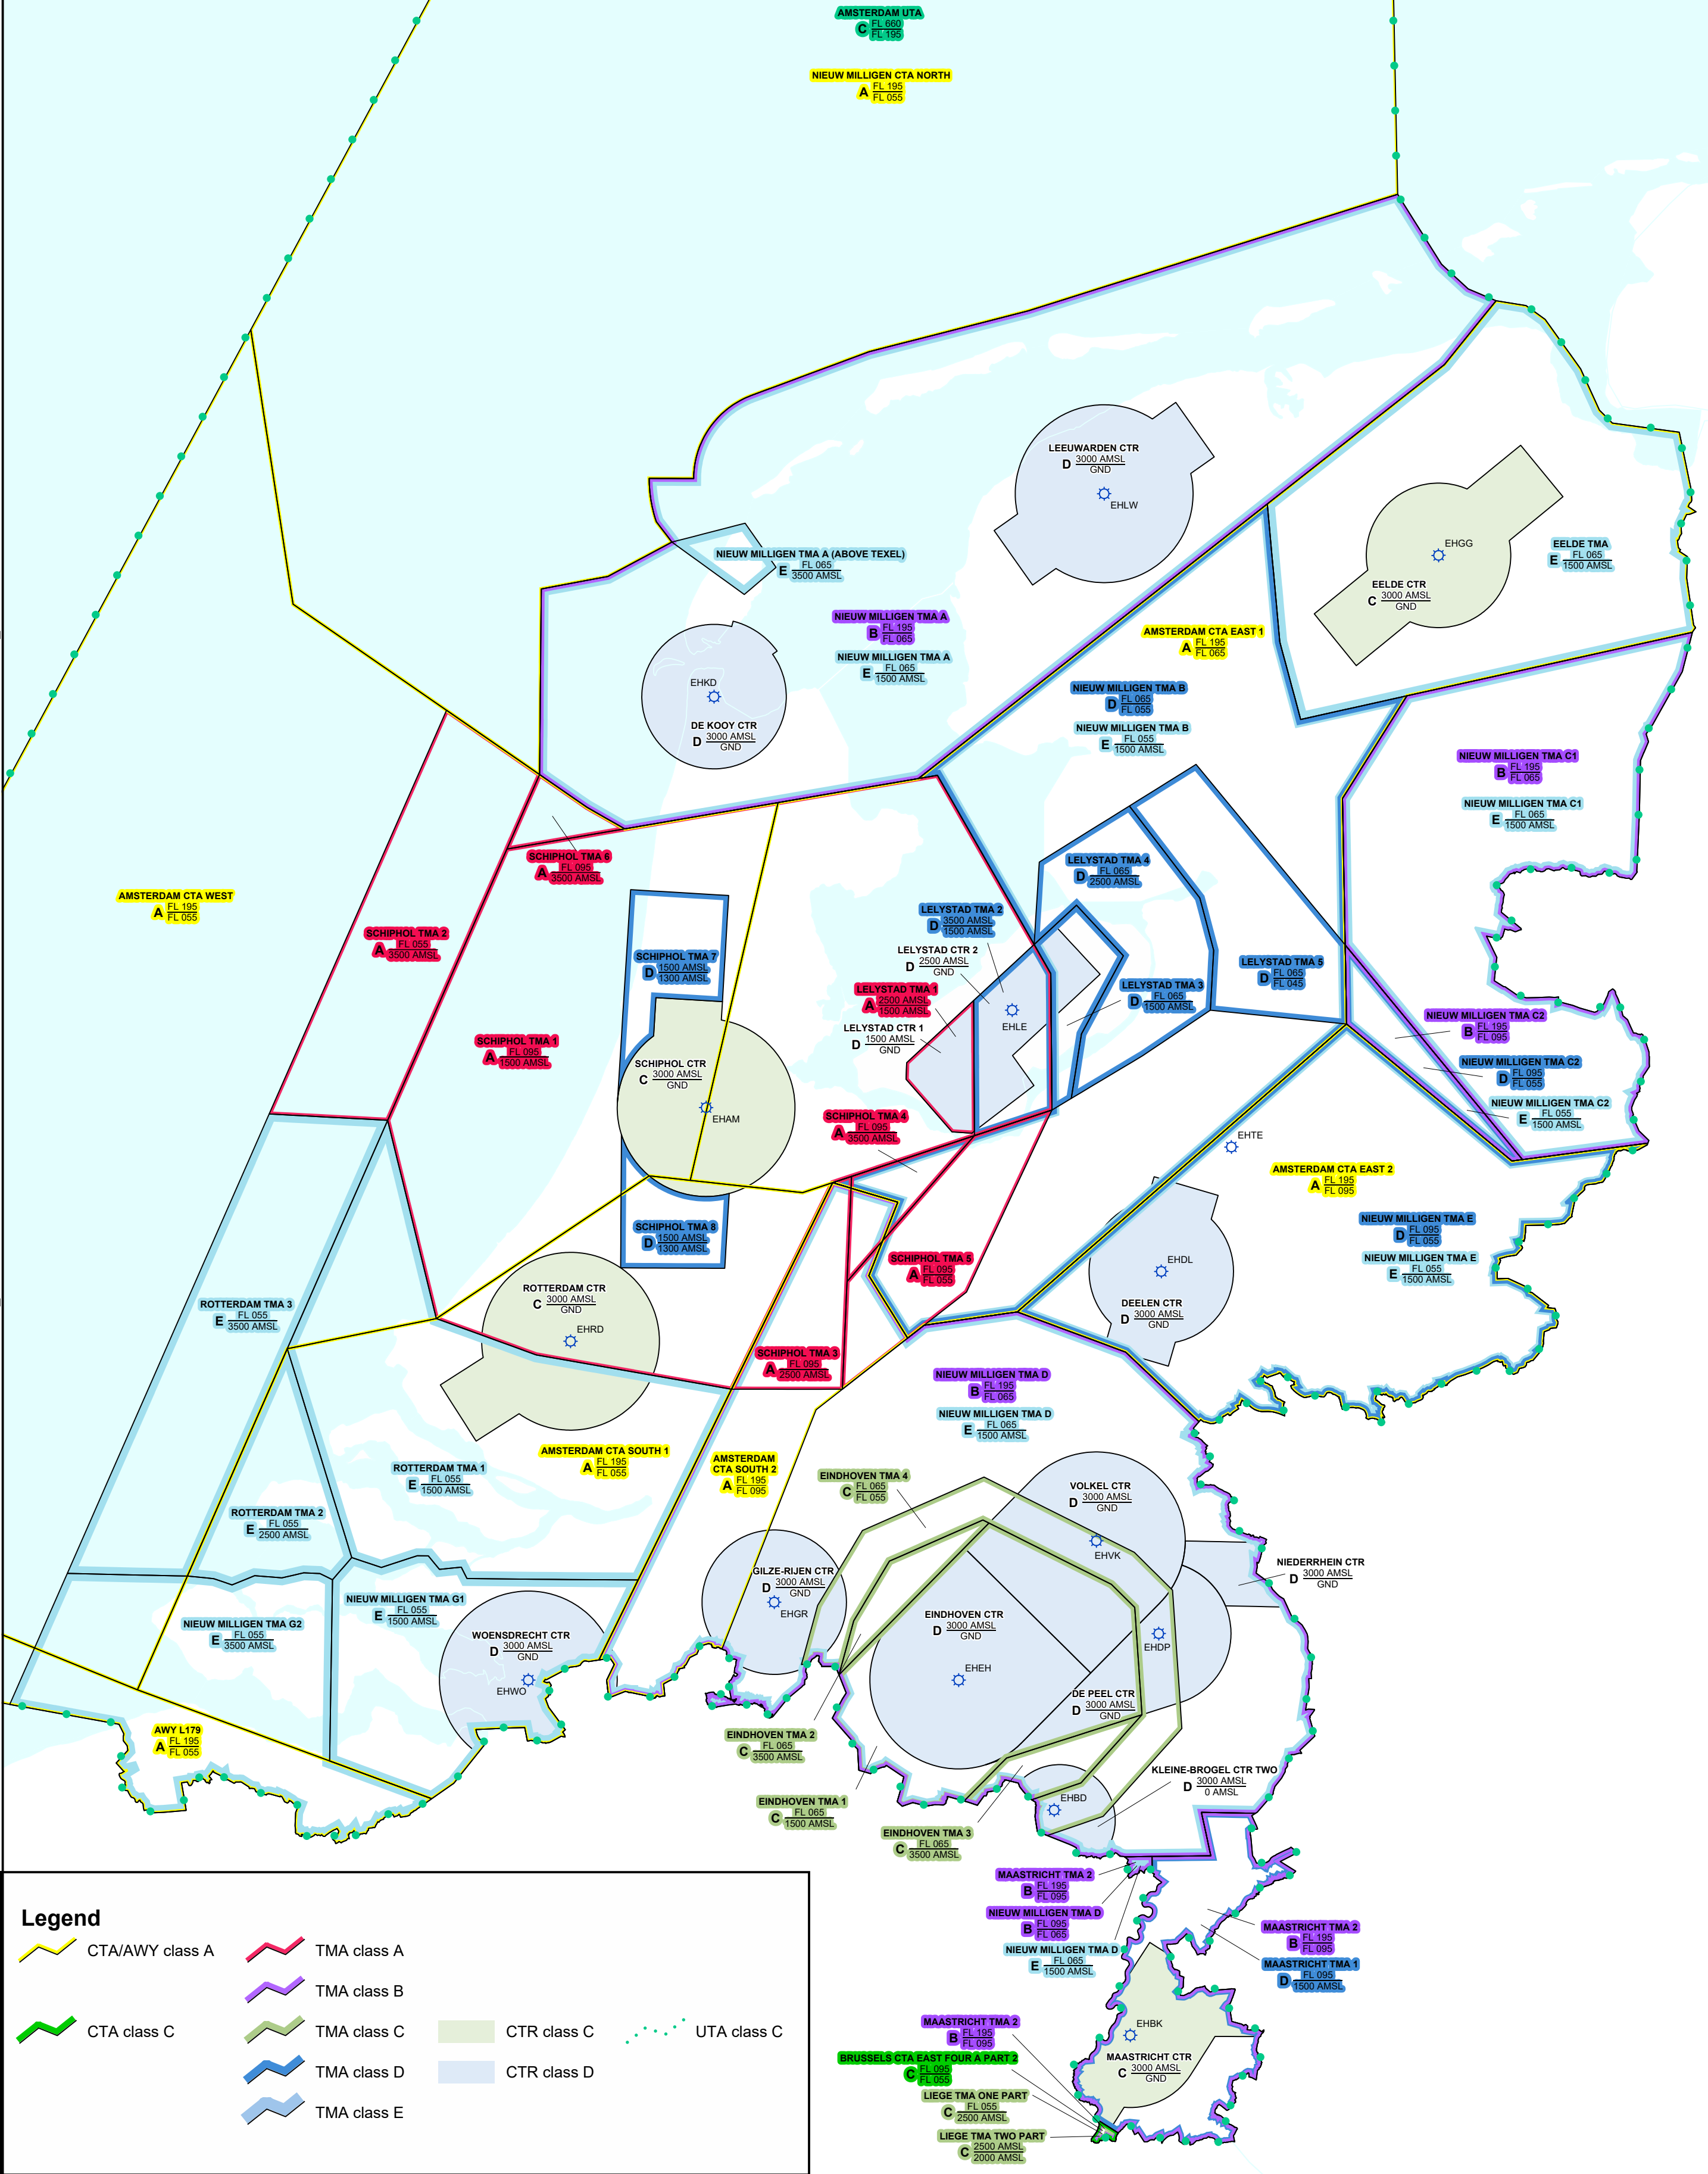 AMSTERDAM UTA
C FL 660
FL 195
NIEUW MILLIGEN CTA NORTH
A FL 195
FL 055
LEEUWARDEN CTR
D 3000 AMSL
GND
EHLW
NIEUW MILLIGEN TMA A (ABOVE TEXEL)
E FL 065
3500 AMSL
EHGG
EELDE TMA
E FL 065
1500 AMSL
EELDE CTR
C 3000 AMSL
GND
NIEUW MILLIGEN TMA A
B FL 195
FL 065
NIEUW MILLIGEN TMA A
E FL 065
1500 AMSL
AMSTERDAM CTA EAST 1
A FL 195
FL 065
EHKD
DE KOOY CTR
D 3000 AMSL
GND
NIEUW MILLIGEN TMA B
D FL 065
FL 055
NIEUW MILLIGEN TMA B
E FL 055
1500 AMSL
NIEUW MILLIGEN TMA C1
B FL 195
FL 065
NIEUW MILLIGEN TMA C1
E FL 065
1500 AMSL
SCHIPHOL TMA 6
A FL 095
3500 AMSL
AMSTERDAM CTA WEST
A FL 195
FL 055
SCHIPHOL TMA 2
A FL 055
3500 AMSL
LELYSTAD TMA 4
D FL 065
2500 AMSL
LELYSTAD TMA 2
D 3500 AMSL
1500 AMSL
LELYSTAD CTR 2
D 2500 AMSL
GND
SCHIPHOL TMA 7
D 1500 AMSL
1300 AMSL
LELYSTAD TMA 5
D FL 065
FL 045
LELYSTAD TMA 1
A 2500 AMSL
1500 AMSL
LELYSTAD TMA 3
D FL 065
1500 AMSL
LELYSTAD CTR 1
D 1500 AMSL
GND
EHLE
NIEUW MILLIGEN TMA C2
B FL 195
FL 095
SCHIPHOL TMA 1
A FL 095
1500 AMSL
SCHIPHOL CTR
C 3000 AMSL
GND
EHAM
NIEUW MILLIGEN TMA C2
D FL 095
FL 055
NIEUW MILLIGEN TMA C2
E FL 055
1500 AMSL
SCHIPHOL TMA 4
A FL 095
3500 AMSL
EHTE
AMSTERDAM CTA EAST 2
A FL 195
FL 095
SCHIPHOL TMA 8
D 1500 AMSL
1300 AMSL
NIEUW MILLIGEN TMA E
D FL 095
FL 055
NIEUW MILLIGEN TMA E
E FL 055
1500 AMSL
SCHIPHOL TMA 5
A FL 095
FL 055
EHDL
DEELEN CTR
D 3000 AMSL
GND
ROTTERDAM CTR
C 3000 AMSL
GND
EHRD
ROTTERDAM TMA 3
E FL 055
3500 AMSL
SCHIPHOL TMA 3
A FL 095
2500 AMSL
NIEUW MILLIGEN TMA D
B FL 195
FL 065
NIEUW MILLIGEN TMA D
E FL 065
1500 AMSL
AMSTERDAM CTA SOUTH 1
A FL 195
FL 055
AMSTERDAM
CTA SOUTH 2
A FL 195
FL 095
ROTTERDAM TMA 1
E FL 055
1500 AMSL
EINDHOVEN TMA 4
C FL 065
FL 055
VOLKEL CTR
D 3000 AMSL
GND
EHVK
ROTTERDAM TMA 2
E FL 055
2500 AMSL
NIEDERRHEIN CTR
D 3000 AMSL
GND
GILZE-RIJEN CTR
D 3000 AMSL
GND
EHGR
NIEUW MILLIGEN TMA G1
E FL 055
1500 AMSL
NIEUW MILLIGEN TMA G2
E FL 055
3500 AMSL
WOENSDRECHT CTR
D 3000 AMSL
GND
EHWO
EINDHOVEN CTR
D 3000 AMSL
GND
EHEH
EHDP
DE PEEL CTR
D 3000 AMSL
GND
AWY L179
A FL 195
FL 055
EINDHOVEN TMA 2
C FL 065
3500 AMSL
KLEINE-BROGEL CTR TWO
D 3000 AMSL
0 AMSL
EHBD
EINDHOVEN TMA 1
C FL 065
1500 AMSL
EINDHOVEN TMA 3
C FL 065
3500 AMSL
MAASTRICHT TMA 2
B FL 195
FL 095
NIEUW MILLIGEN TMA D
B FL 095
FL 065
NIEUW MILLIGEN TMA D
E FL 065
1500 AMSL
MAASTRICHT TMA 2
B FL 195
FL 095
MAASTRICHT TMA 1
D FL 095
1500 AMSL
MAASTRICHT TMA 2
B FL 195
FL 095
EHBK
MAASTRICHT CTR
C 3000 AMSL
GND
BRUSSELS CTA EAST FOUR A PART 2
C FL 095
FL 055
LIEGE TMA ONE PART
C FL 055
2500 AMSL
LIEGE TMA TWO PART
C 2500 AMSL
2000 AMSL
Legend
CTA/AWY class A
TMA class A
TMA class B
CTA class C
TMA class C
CTR class C
UTA class C
TMA class D
CTR class D
TMA class E